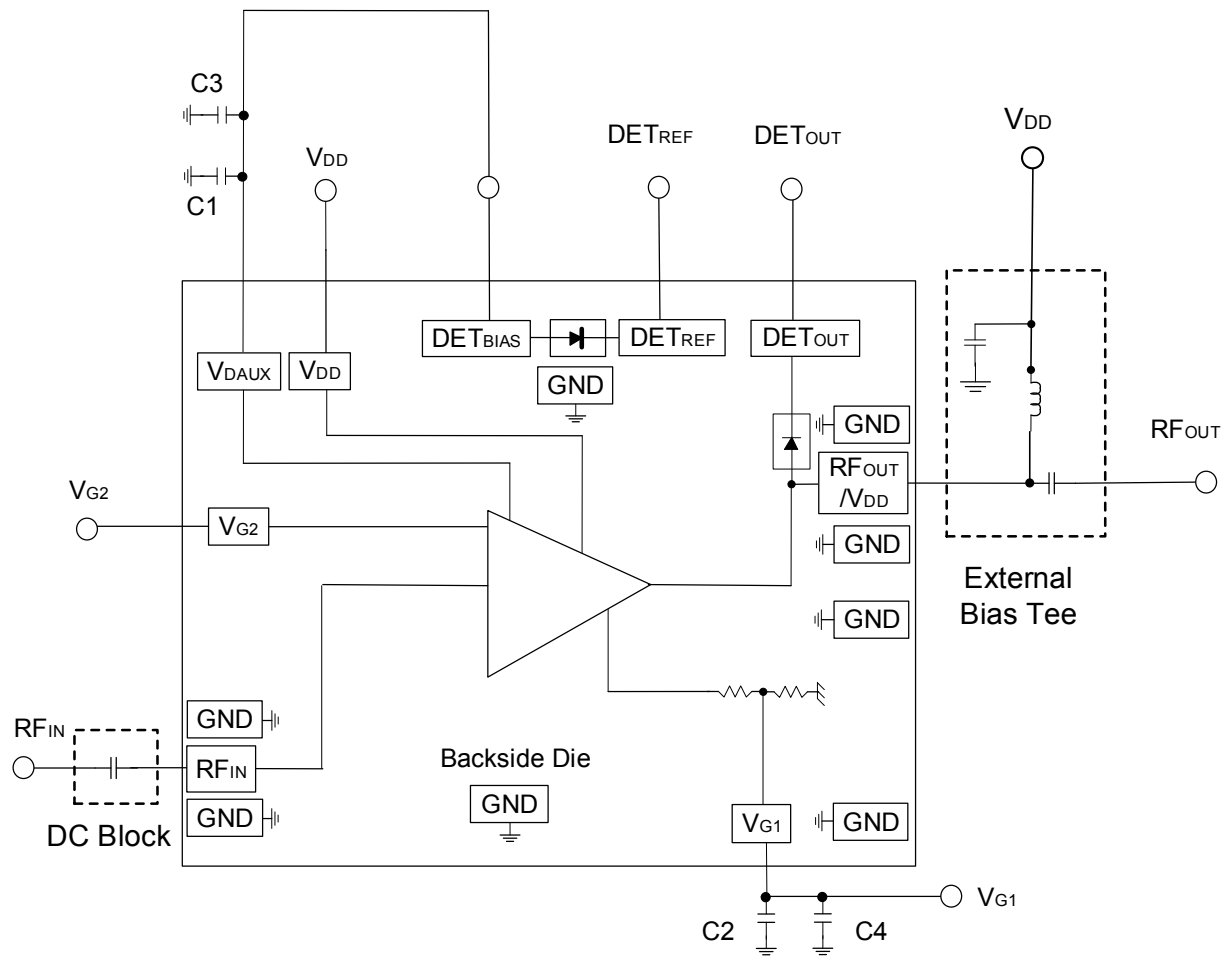 C3
C1
VDD
DETREF
DETOUT
VDD
DETBIAS
DETREF
DETOUT
VDAUX
VDD
GND
GND
RFOUT
/VDD
RFOUT
VG2
VG2
GND
External
Bias Tee
GND
RFIN
GND
RFIN
GND
DC Block
Backside Die
GND
VG1
GND
VG1
C2
C4